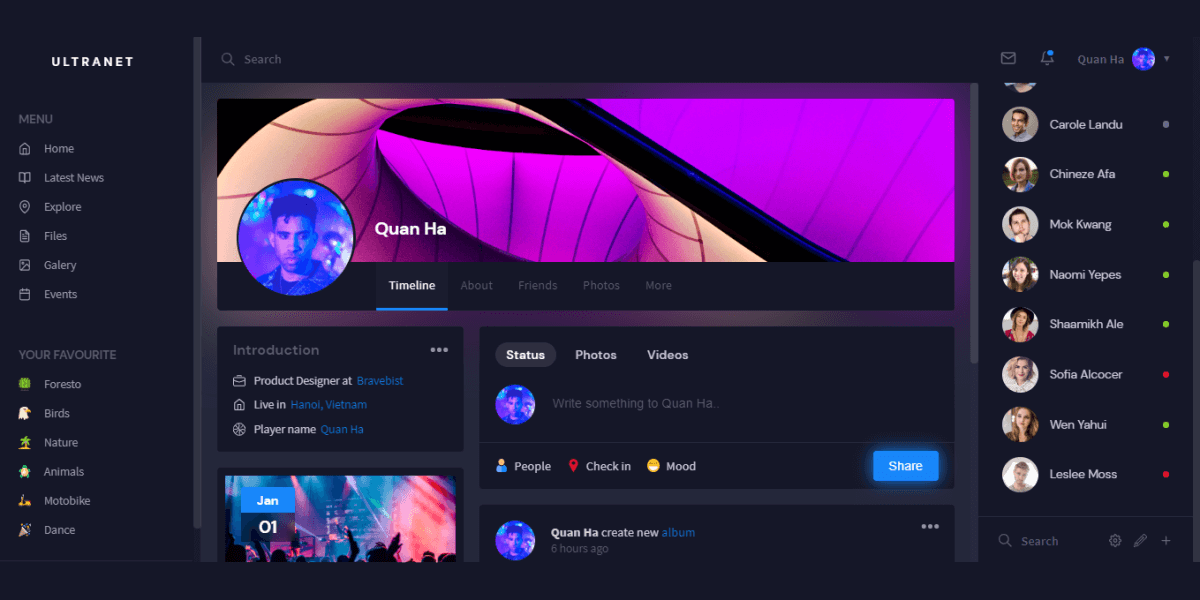 ULTRANET
MENU
Home
Latest News
Explore
Files
Galery
Events
YOUR FAVOURITE
Foresto
Birds
Nature
Animals
Motobike
Dance
Search
Quan Ha
Quan Ha
Timeline About Friends Photos More
Introduction
Product Designer at Bravebist
Live in Hanoi, Vietnam
Player name Quan Ha
Jan
01
Status Photos Videos
Write something to Quan Ha..
People Check in Mood Share
Quan Ha create new album
6 hours ago
Carole Landu
Chineze Afa
Mok Kwang
Naomi Yepes
Shaamikh Ale
Sofia Alcocer
Wen Yahui
Leslee Moss
Search